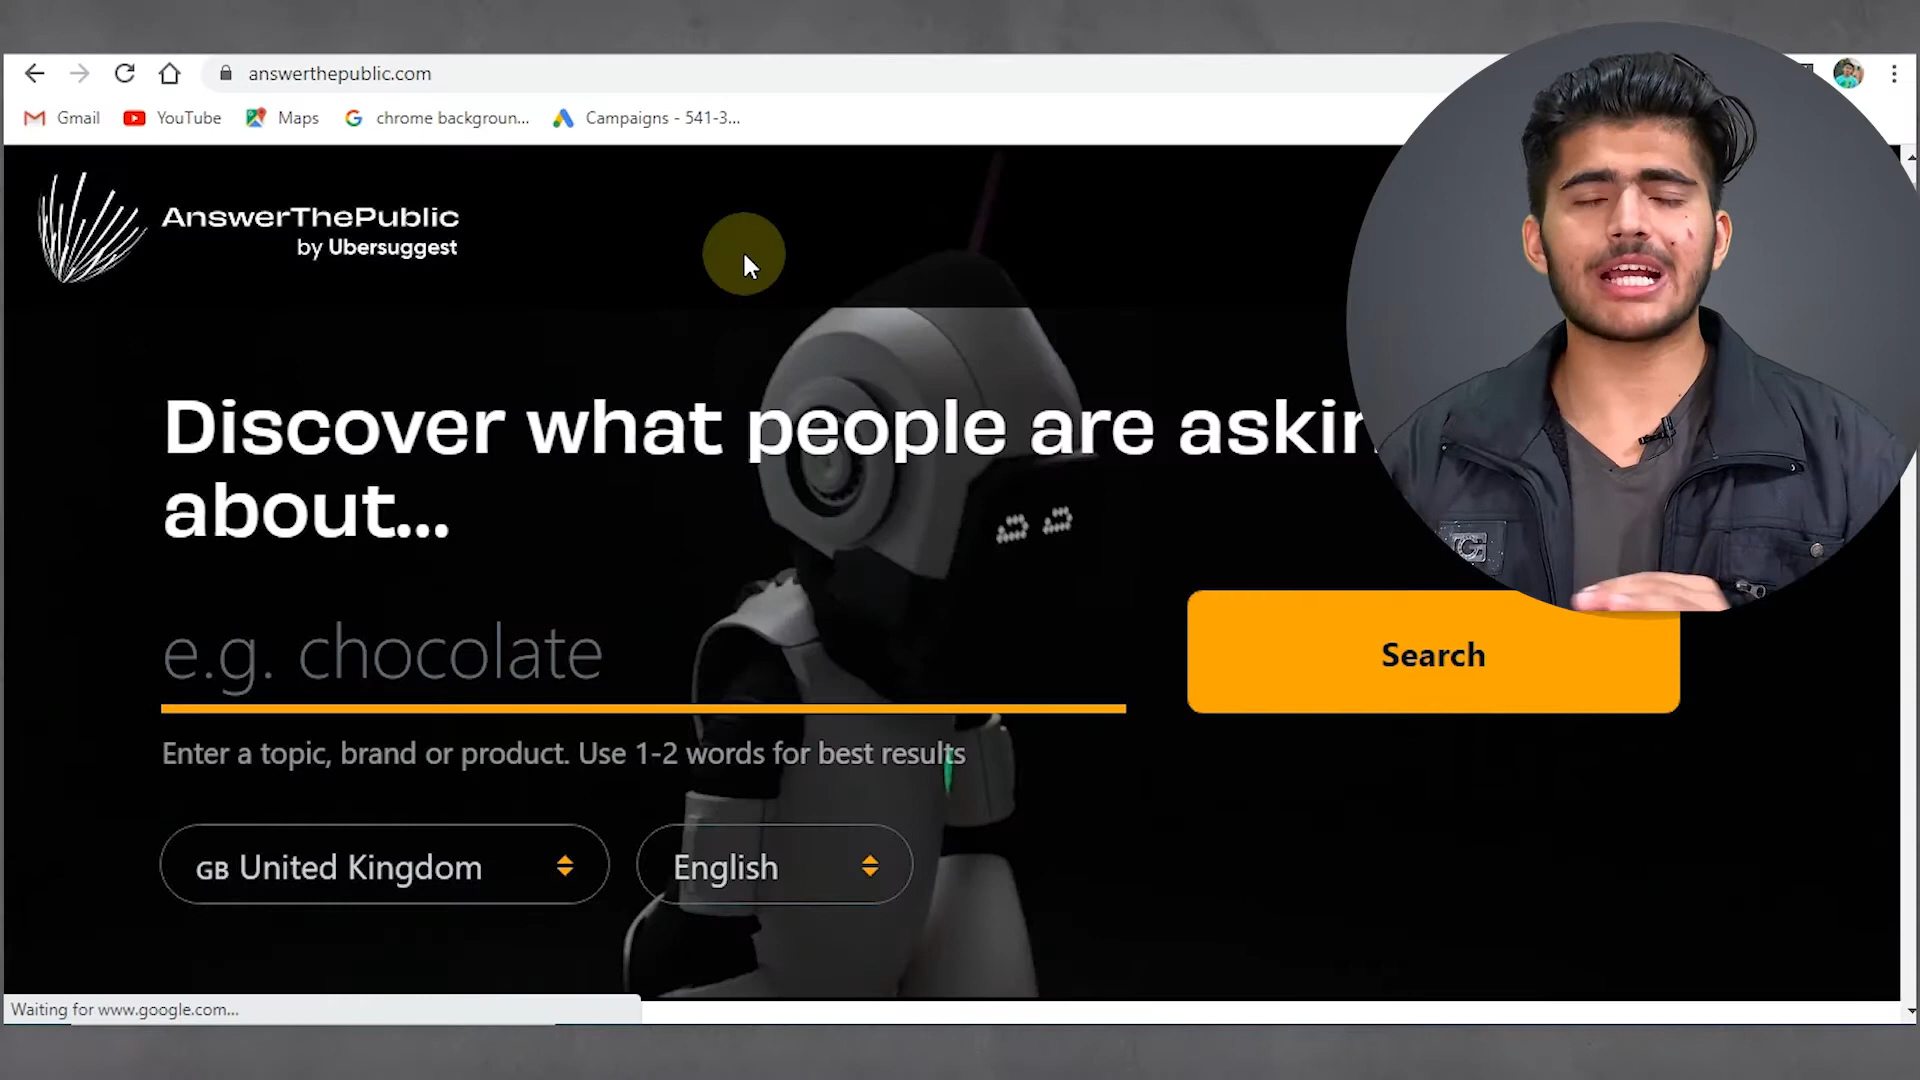 answerthepublic.com
Gmail
YouTube
Maps
chrome backgroun...
Campaigns - 541-3...
AnswerThePublic
by Ubersuggest
Discover what people are askin
about...
e.g. chocolate
Search
Enter a topic, brand or product. Use 1-2 words for best results
GB United Kingdom
English
Waiting for www.google.com...